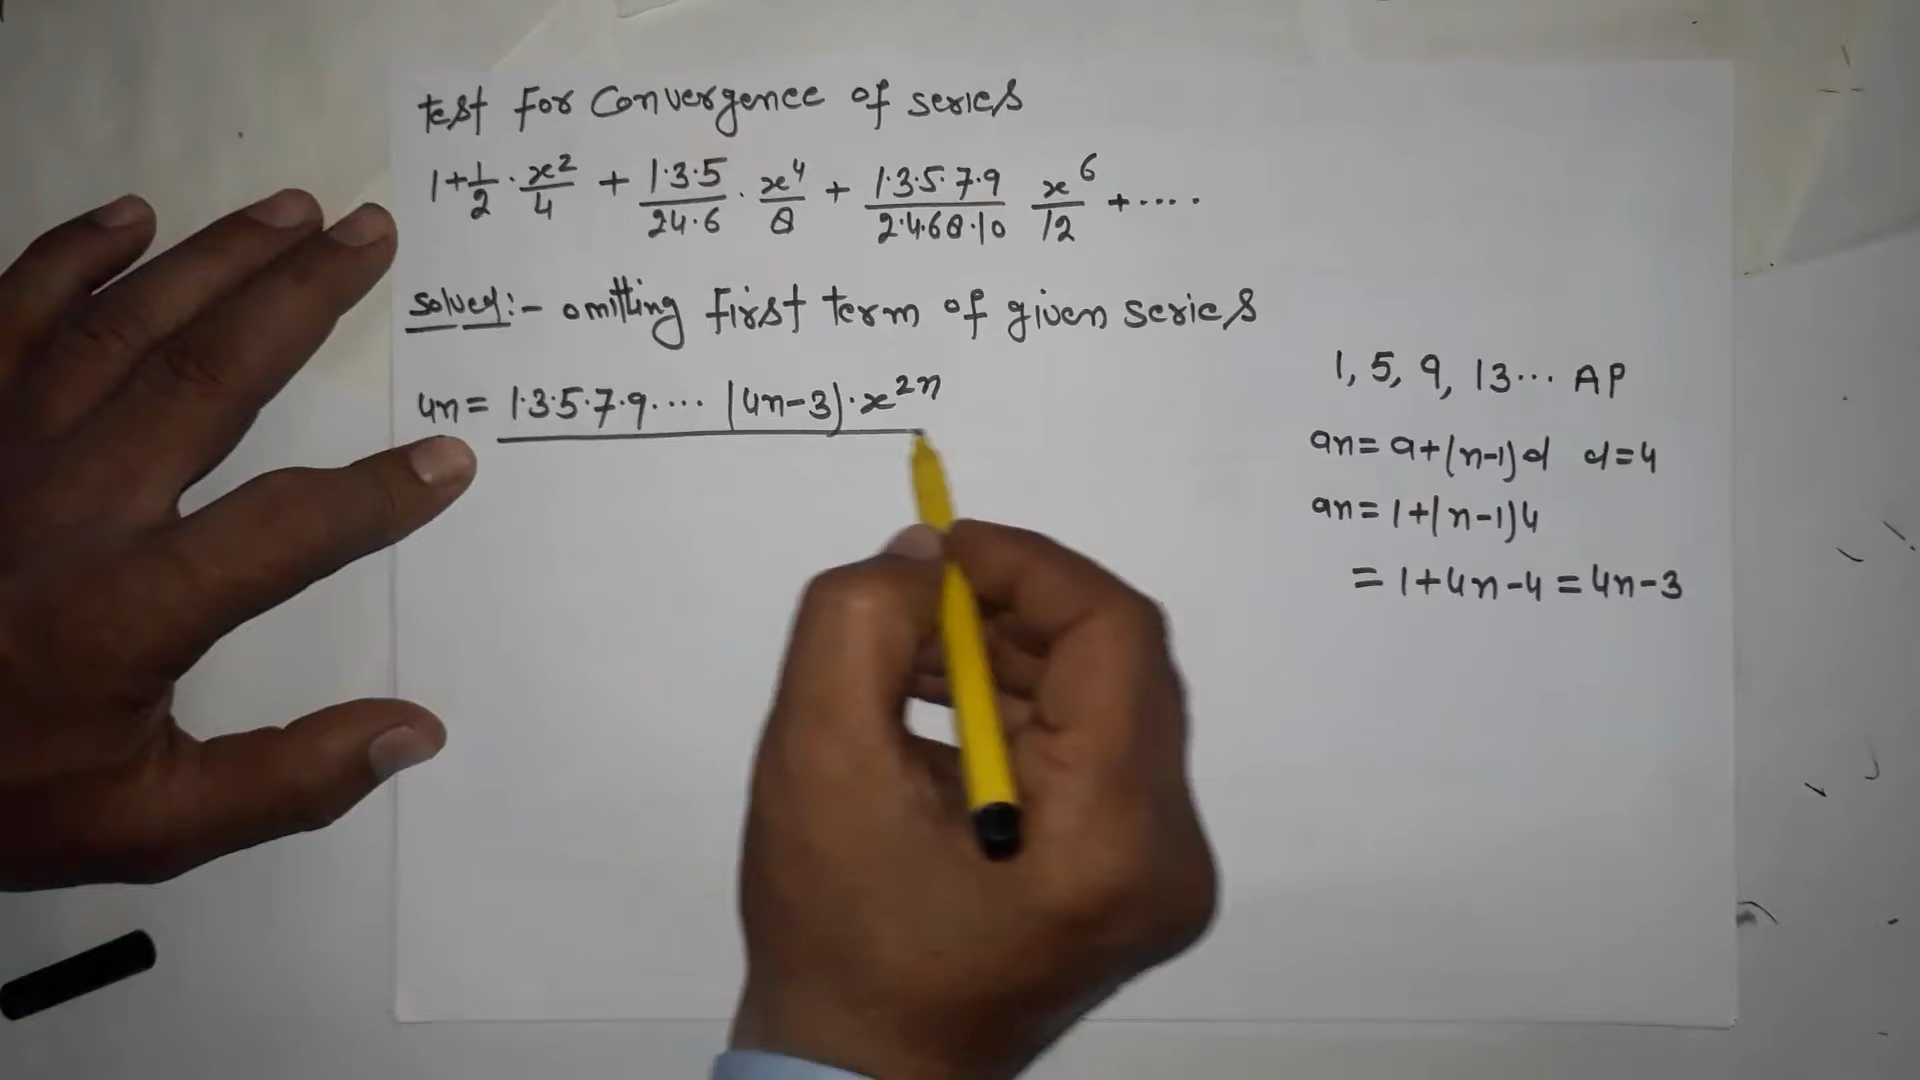 Test For Convergence of series
1+1/2 · x²/4 + 1·3·5/2·4·6 · x⁴/8 + 1·3·5·7·9/2·4·6·8·10 x⁶/12 + ....
Solved:- omitting First term of given series
un = 1·3·5·7·9.... (4n-3)·x²ⁿ
1, 5, 9, 13... AP
an = a+(n-1)d d=4
an = 1+(n-1)4
= 1+4n-4 = 4n-3